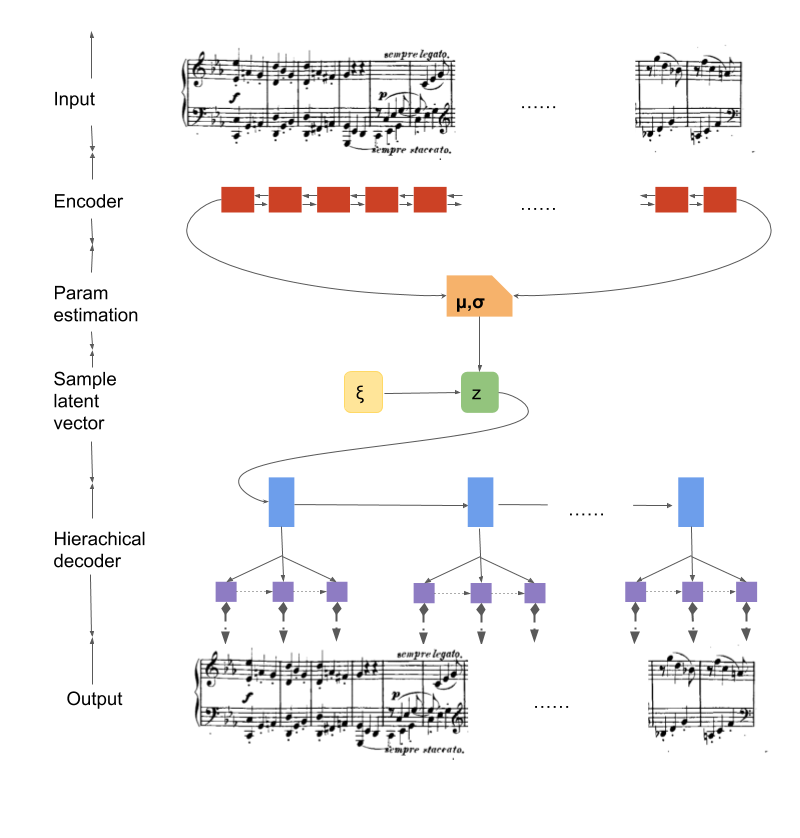 sempre legato.
Input
f
p
......
sempre staccato.
Encoder
......
Param
estimation
μ,σ
Sample
latent
vector
ξ
z
......
Hierachical
decoder
sempre legato.
Output
f
p
......
sempre staccato.